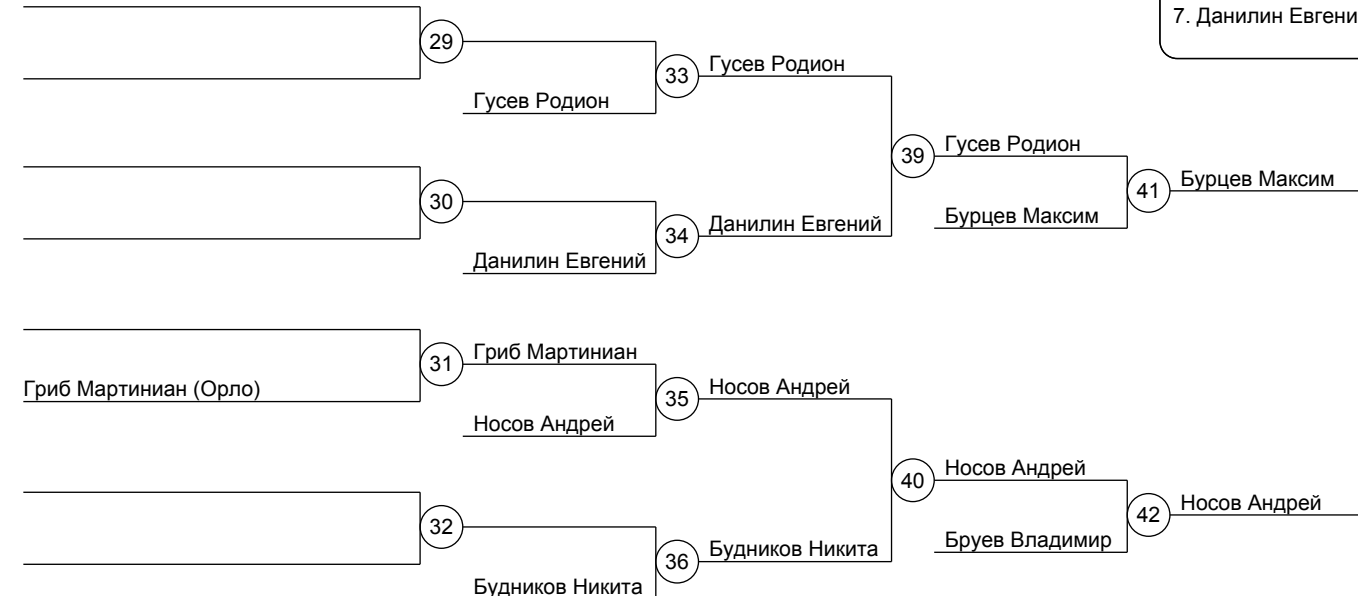 7. Данилин Евгени
29
Гусев Родион
33
Гусев Родион
39
Гусев Родион
Бурцев Максим
41
Бурцев Максим
30
Данилин Евгений
34
Данилин Евгений
31
Гриб Мартиниан
Гриб Мартиниан (Орло)
Носов Андрей
35
Носов Андрей
40
Носов Андрей
Бруев Владимир
42
Носов Андрей
32
Будников Никита
36
Будников Никита